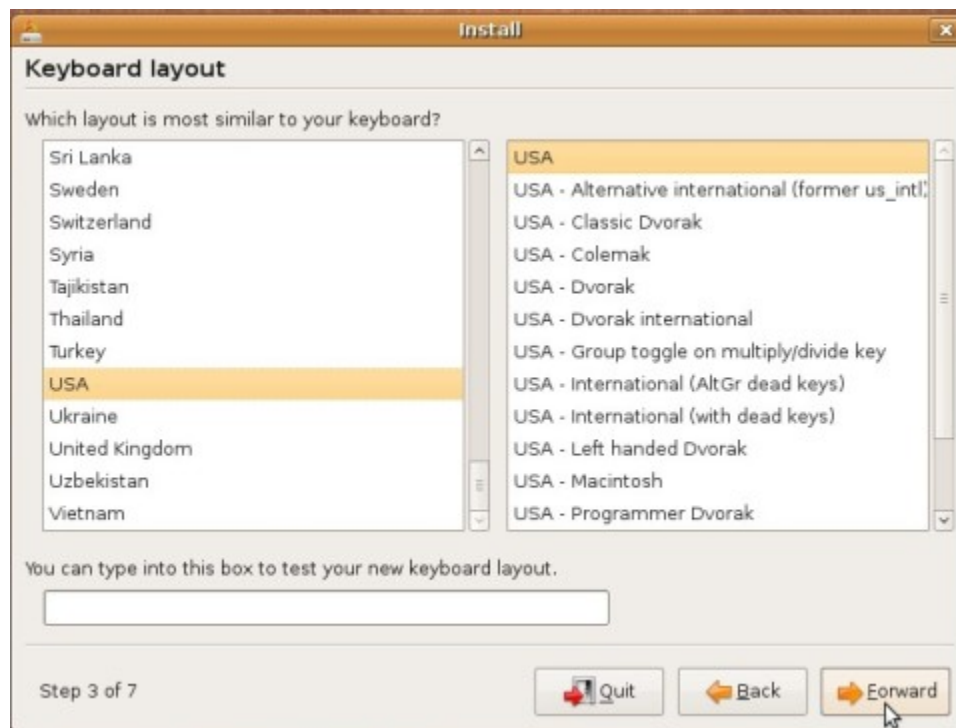 Install
Keyboard layout
Which layout is most similar to your keyboard?
Sri Lanka
Sweden
Switzerland
Syria
Tajikistan
Thailand
Turkey
USA
Ukraine
United Kingdom
Uzbekistan
Vietnam
USA
USA - Alternative international (former us_intl)
USA - Classic Dvorak
USA - Colemak
USA - Dvorak
USA - Dvorak international
USA - Group toggle on multiply/divide key
USA - International (AltGr dead keys)
USA - International (with dead keys)
USA - Left handed Dvorak
USA - Macintosh
USA - Programmer Dvorak
You can type into this box to test your new keyboard layout.
Step 3 of 7
Quit
Back
Forward